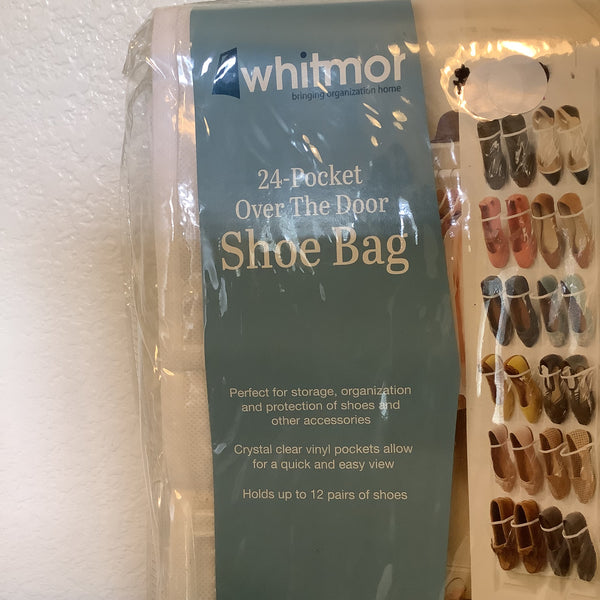 whitmor
bringing organization home
24-Pocket
Over The Door
Shoe Bag
Perfect for storage, organization
and protection of shoes and
other accessories
Crystal clear vinyl pockets allow
for a quick and easy view
Holds up to 12 pairs of shoes